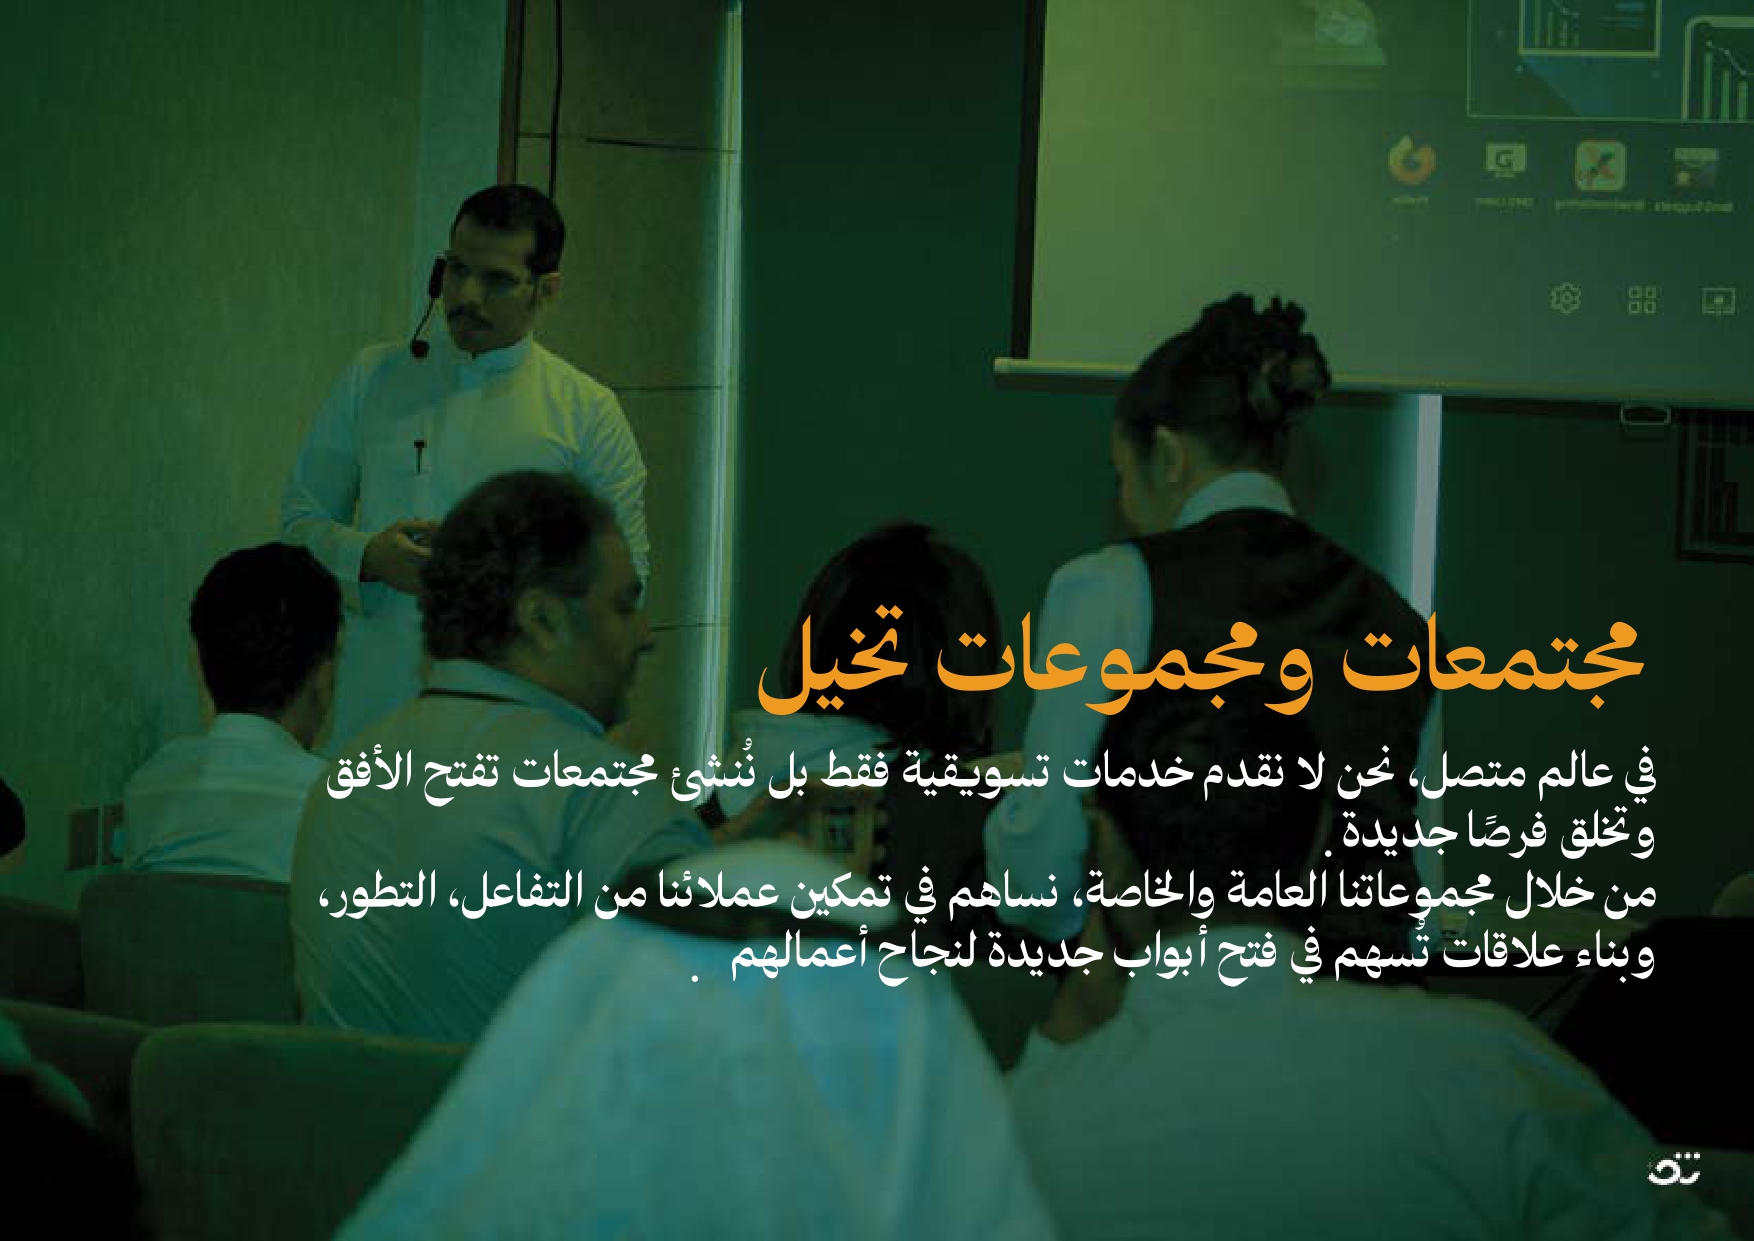 مجتمعات ومجموعات تخيل
في عالم متصل، نحن لا نقدم خدمات تسويقية فقط بل نُنشئ مجتمعات تفتح الأفق
وتخلق فرصًا جديدة.
من خلال مجموعاتنا العامة والخاصة، نساهم في تمكين عملائنا من التفاعل، التطور،
وبناء علاقات تُسهم في فتح أبواب جديدة لنجاح أعمالهم .